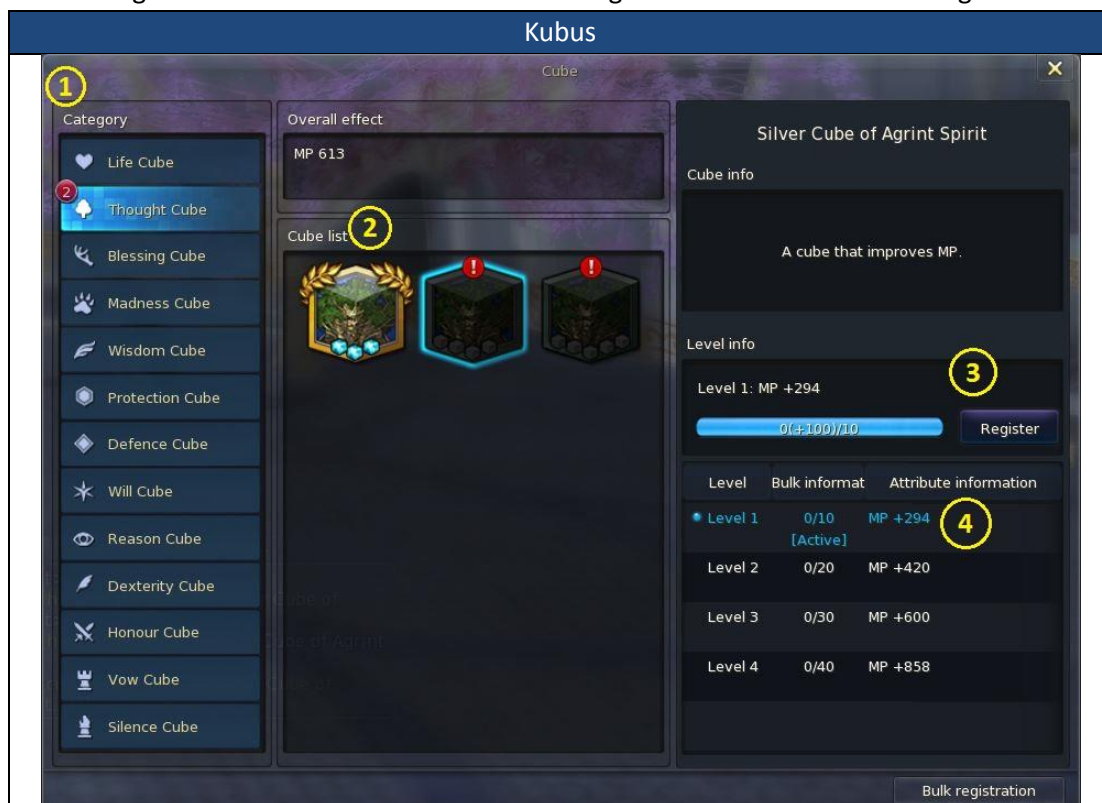 Kubus
Cube
1
Category
Life Cube
2
Thought Cube
Blessing Cube
Madness Cube
Wisdom Cube
Protection Cube
Defence Cube
Will Cube
Reason Cube
Dexterity Cube
Honour Cube
Vow Cube
Silence Cube
Overall effect
MP 613
Cube list 2
!
!
Silver Cube of Agrint Spirit
Cube info
A cube that improves MP.
Level info
3
Level 1: MP +294
0(+100)/10 Register
Level Bulk informat Attribute information
Level 1 0/10 MP +294 4
[Active]
Level 2 0/20 MP +420
Level 3 0/30 MP +600
Level 4 0/40 MP +858
Bulk registration